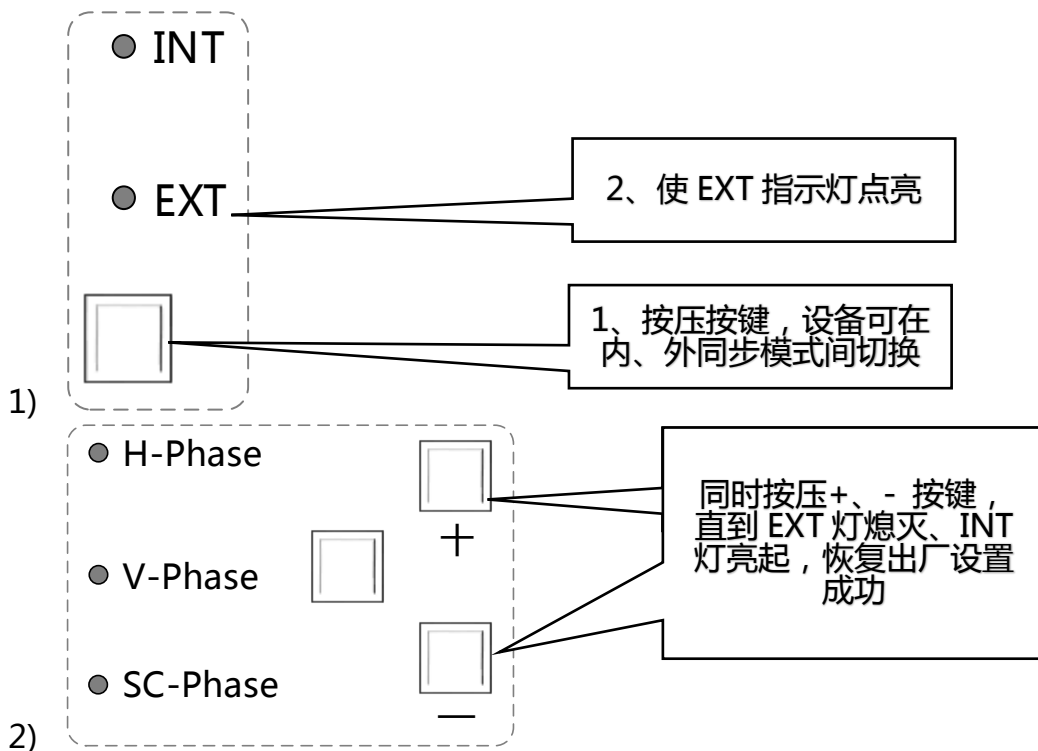 INT
EXT
2、使 EXT 指示灯点亮
1、按压按键，设备可在
内、外同步模式间切换
1)
H-Phase
+
V-Phase
SC-Phase
—
同时按压+、- 按键，
直到 EXT 灯熄灭、INT
灯亮起，恢复出厂设置
成功
2)